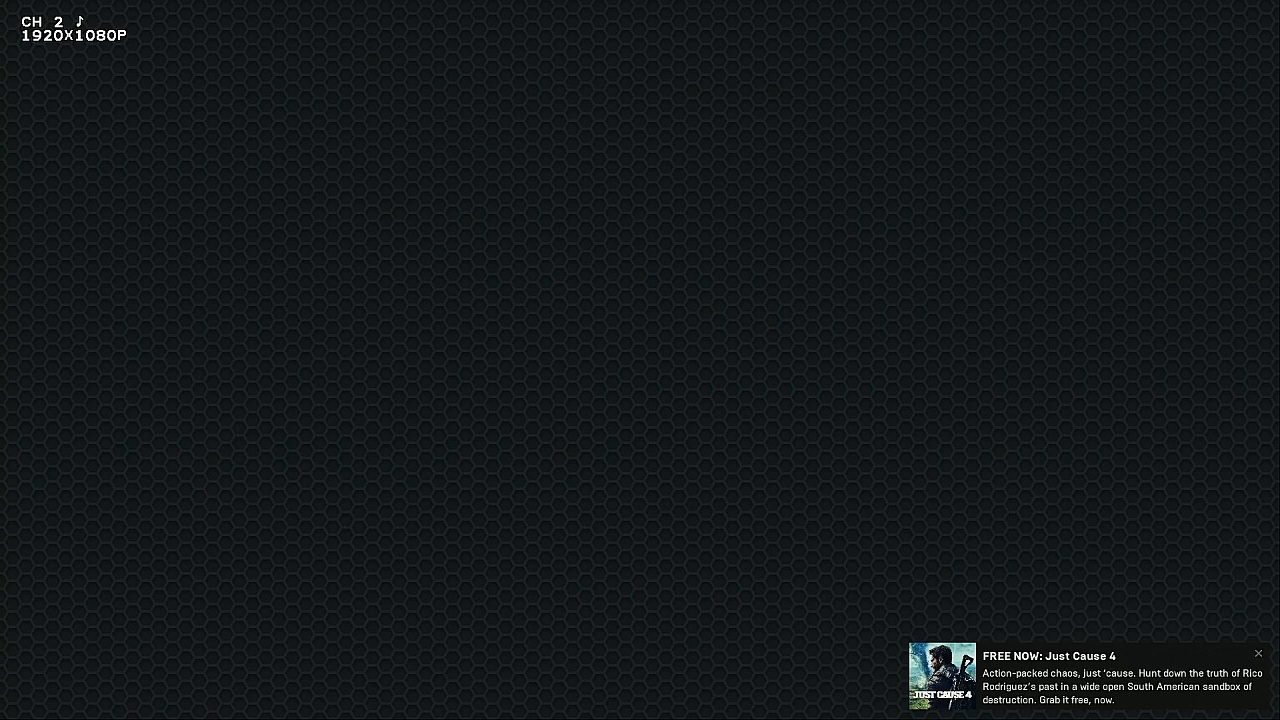 CH 2 ♪
1920X1080P
FREE NOW: Just Cause 4
Action-packed chaos, just 'cause. Hunt down the truth of Rico
Rodriguez's past in a wide open South American sandbox of
destruction. Grab it free, now.
JUST CAUSE 4